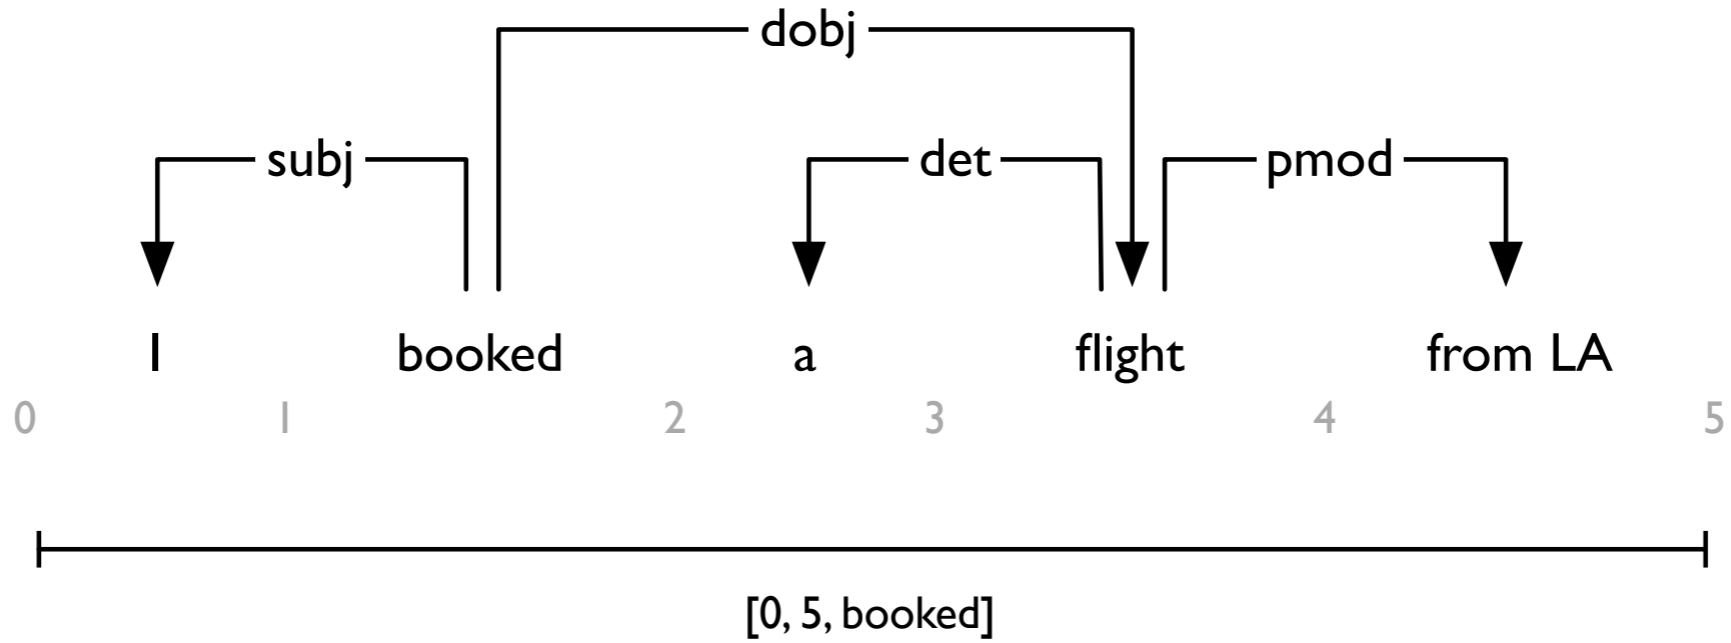 dobj
subj det pmod
I booked a flight from LA
0 1 2 3 4 5
[0, 5, booked]